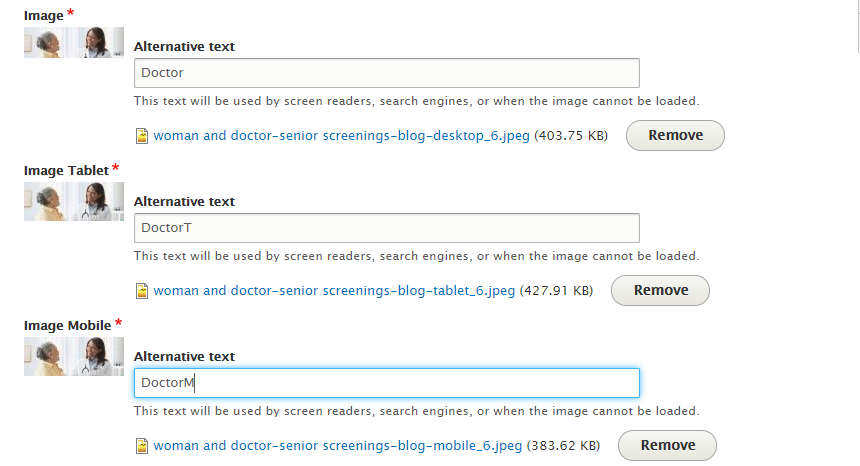 Image *
Alternative text
Doctor
This text will be used by screen readers, search engines, or when the image cannot be loaded.
woman and doctor-senior screenings-blog-desktop_6.jpeg (403.75 KB) Remove
Image Tablet *
Alternative text
DoctorT
This text will be used by screen readers, search engines, or when the image cannot be loaded.
woman and doctor-senior screenings-blog-tablet_6.jpeg (427.91 KB) Remove
Image Mobile *
Alternative text
DoctorM
This text will be used by screen readers, search engines, or when the image cannot be loaded.
woman and doctor-senior screenings-blog-mobile_6.jpeg (383.62 KB) Remove